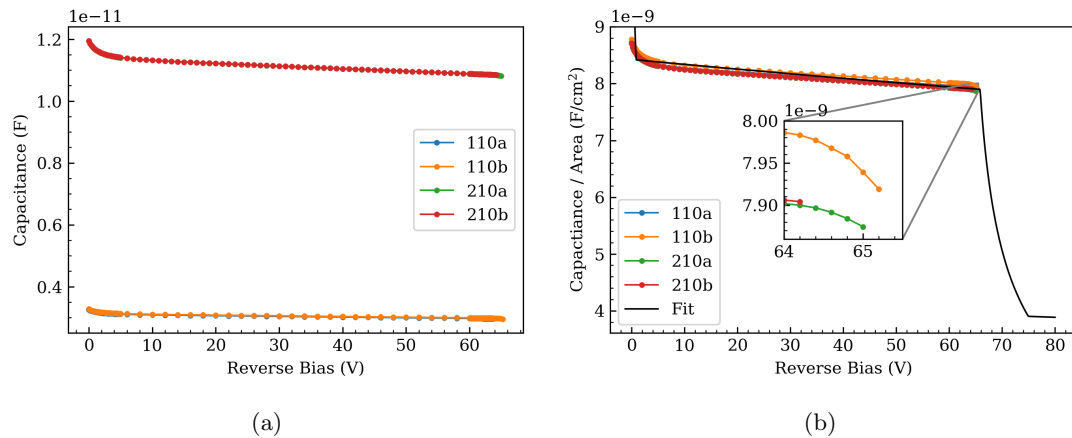 1e−11
1.2
1.0
0.8
0.6
0.4
Capacitance (F)
110a
110b
210a
210b
0 10 20 30 40 50 60
Reverse Bias (V)
(a)
1e−9
9
8
7
6
5
4
Capactiance / Area (F/cm²)
1e−9
8.00
7.95
7.90
64 65
110a
110b
210a
210b
Fit
0 10 20 30 40 50 60 70 80
Reverse Bias (V)
(b)